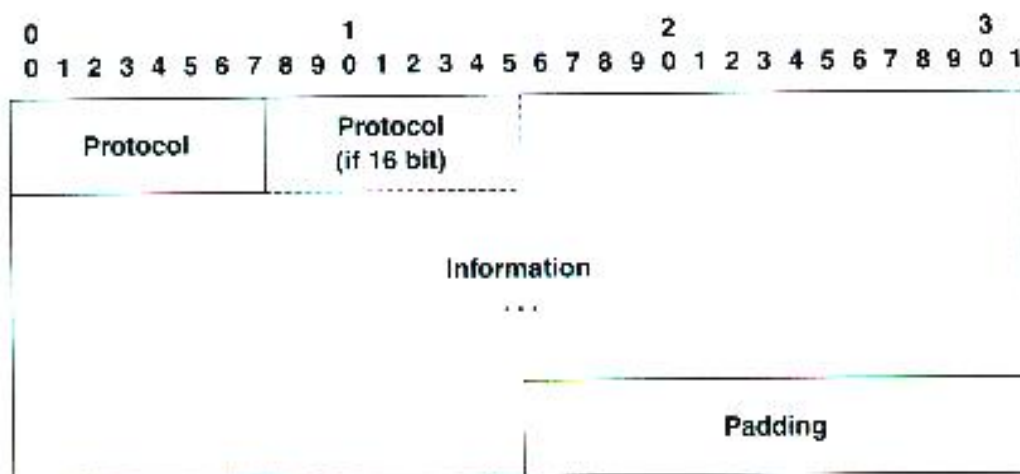 0 1 2 3
0 1 2 3 4 5 6 7 8 9 0 1 2 3 4 5 6 7 8 9 0 1 2 3 4 5 6 7 8 9 0 1
Protocol
Protocol
(if 16 bit)
Information
...
Padding